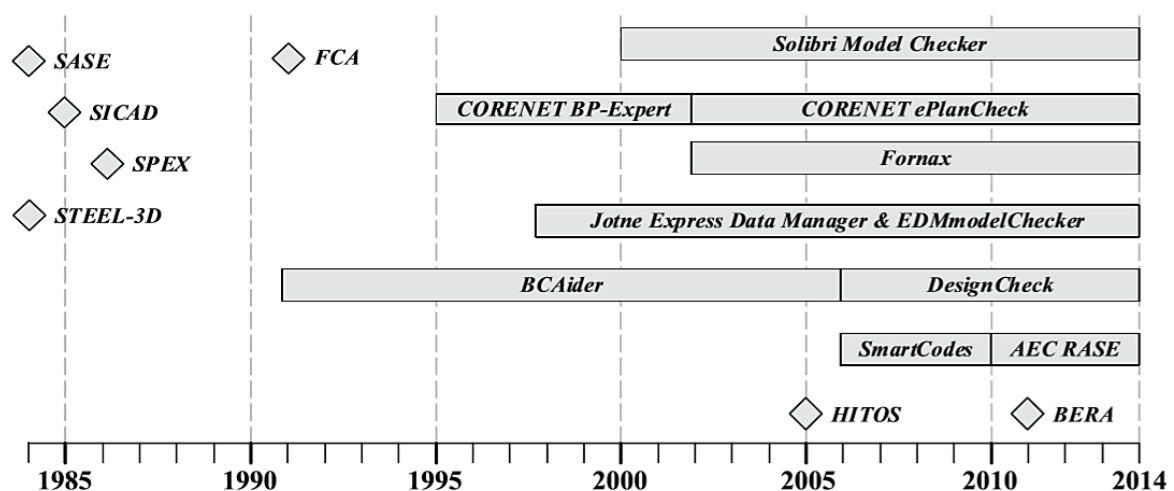 Solibri Model Checker
SASE
FCA
SICAD
CORENET BP-Expert
CORENET ePlanCheck
SPEX
Fornax
STEEL-3D
Jotne Express Data Manager & EDMmodelChecker
BCAider
DesignCheck
SmartCodes
AEC RASE
HITOS
BERA
1985 1990 1995 2000 2005 2010 2014